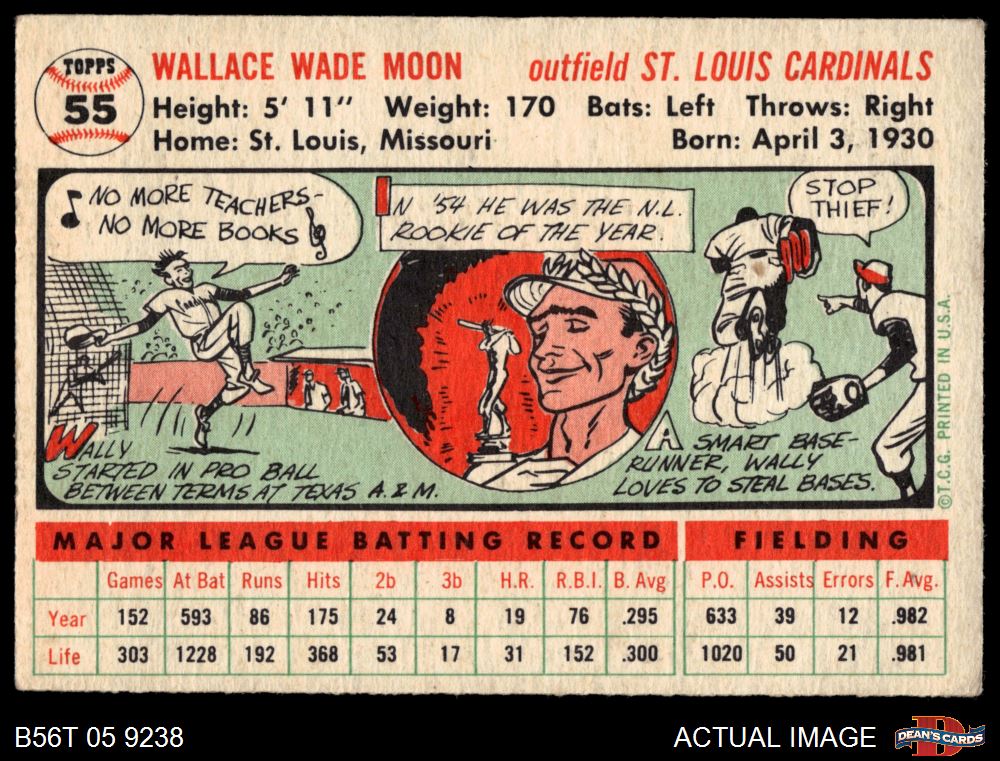 TOPPS
55
WALLACE WADE MOON outfield ST. LOUIS CARDINALS
Height: 5' 11" Weight: 170 Bats: Left Throws: Right
Home: St. Louis, Missouri Born: April 3, 1930
NO MORE TEACHERS-
NO MORE BOOKS
IN '54 HE WAS THE N.L.
ROOKIE OF THE YEAR.
STOP
THIEF!
WALLY
STARTED IN PRO BALL
BETWEEN TERMS AT TEXAS A. & M.
A SMART BASE-
RUNNER, WALLY
LOVES TO STEAL BASES.
©T.C.G. PRINTED IN U.S.A.
MAJOR LEAGUE BATTING RECORD FIELDING
Games At Bat Runs Hits 2b 3b H.R. R.B.I. B. Avg P.O. Assists Errors F. Avg.
Year 152 593 86 175 24 8 19 76 .295 633 39 12 .982
Life 303 1228 192 368 53 17 31 152 .300 1020 50 21 .981
B56T 05 9238 ACTUAL IMAGE
D
DEAN'S CARDS